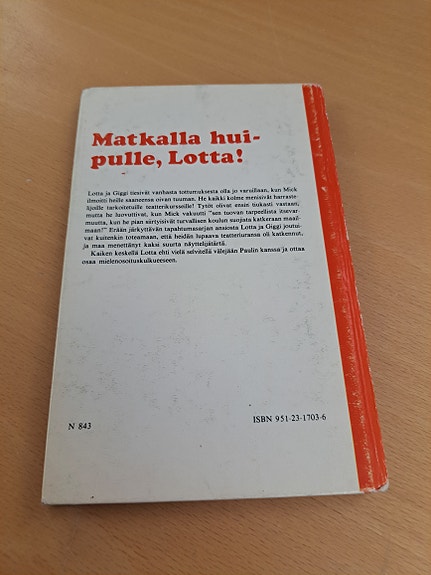 Matkalla hui-
pulle, Lotta!
Lotta ja Giggi tiesivät vanhasta tottumuksesta olla jo varuillaan, kun Mick
ilmoitti heille saaneensa oivan tuuman. He kaikki kolme menisivät harraste-
lijoille tarkoitetuille teatterikursseille! Tytöt olivat ensin tiukasti vastaan,
mutta he luovuttivat, kun Mick vakuutti "sen tuovan tarpeellista itsevar-
muutta, kun he pian siirtyisivät turvallisen koulun suojista katkeraan maail-
maan!" Erään järkyttävän tapahtumasarjan ansiosta Lotta ja Giggi joutui-
vat kuitenkin toteamaan, että heidän lupaava teatteriuransa oli katkennut,
ja maa menettänyt kaksi suurta näyttelijätärtä.
Kaiken keskellä Lotta ehti vielä selvitellä välejään Paulin kanssa ja ottaa
osaa mielenosoituskulkueeseen.
N 843
ISBN 951-23-1703-6